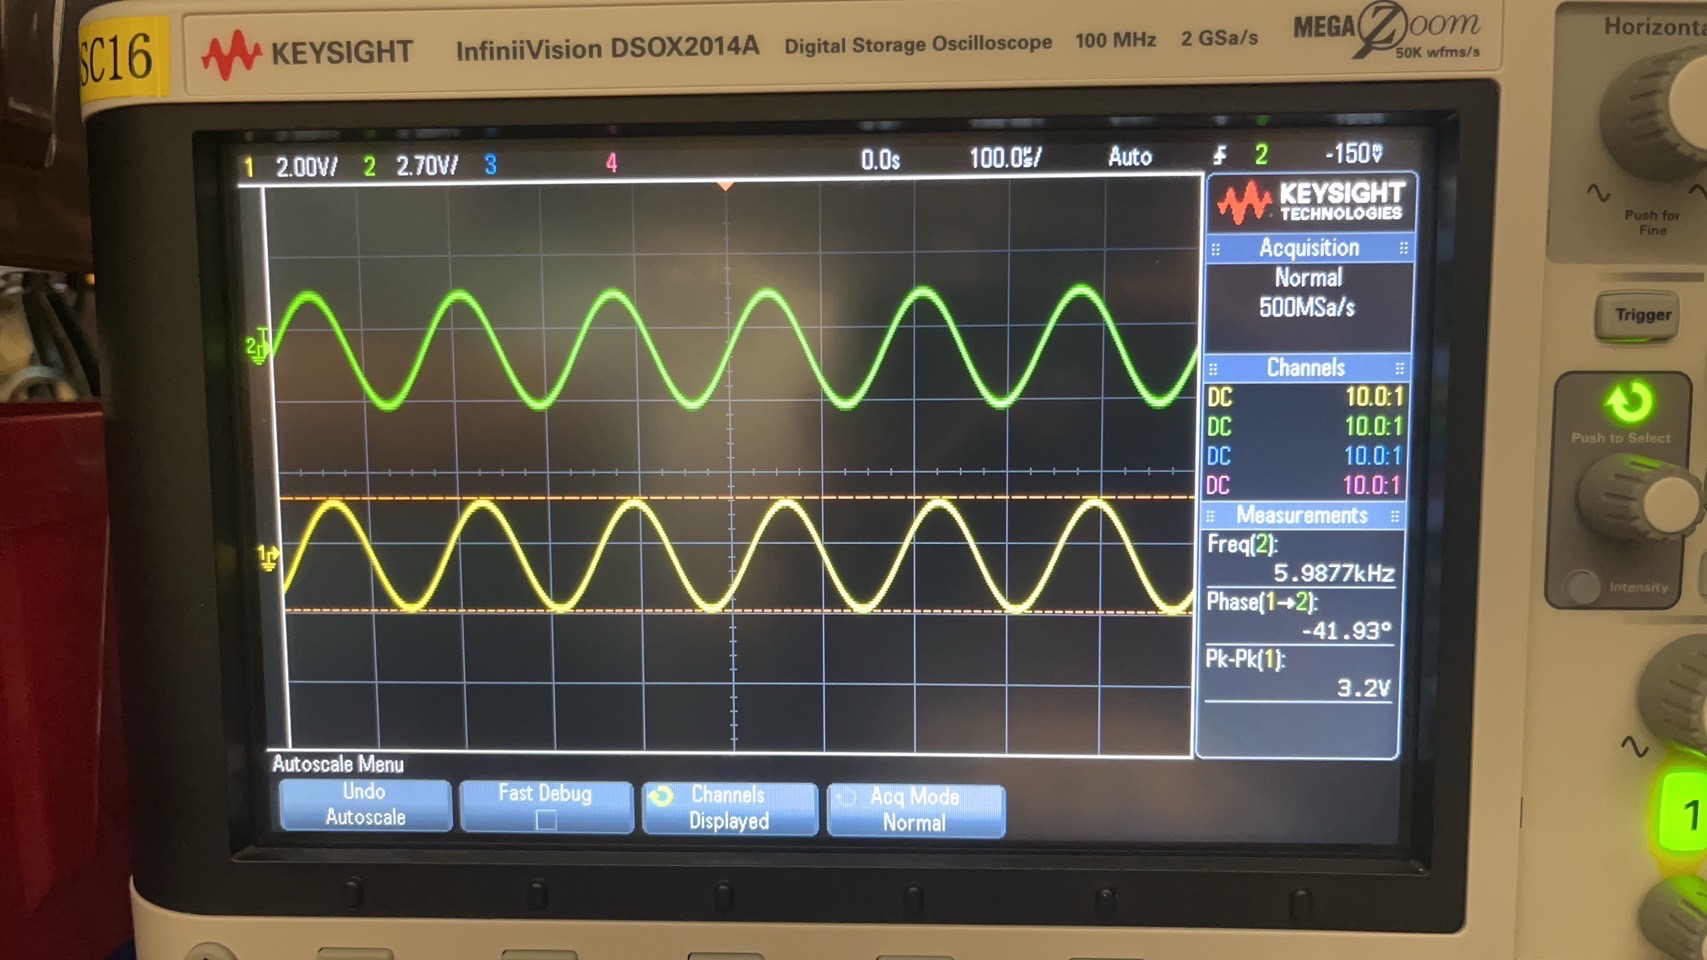 SC16
KEYSIGHT InfiniiVision DSOX2014A Digital Storage Oscilloscope 100 MHz 2 GSa/s MEGA Zoom
50K wfms/s
Horizonta
Push for
Fine
1 2.00V/ 2 2.70V/ 3 4 0.0s 100.0us/ Auto 2 -150mV
KEYSIGHT
TECHNOLOGIES
Acquisition
Normal
500MSa/s
Channels
DC 10.0:1
DC 10.0:1
DC 10.0:1
DC 10.0:1
Measurements
Freq(2):
5.9877kHz
Phase(1→2):
-41.93°
Pk-Pk(1):
3.2V
2
1
Trigger
Push to Select
Intensity
1
Autoscale Menu
Undo
Autoscale
Fast Debug
Channels
Displayed
Acq Mode
Normal